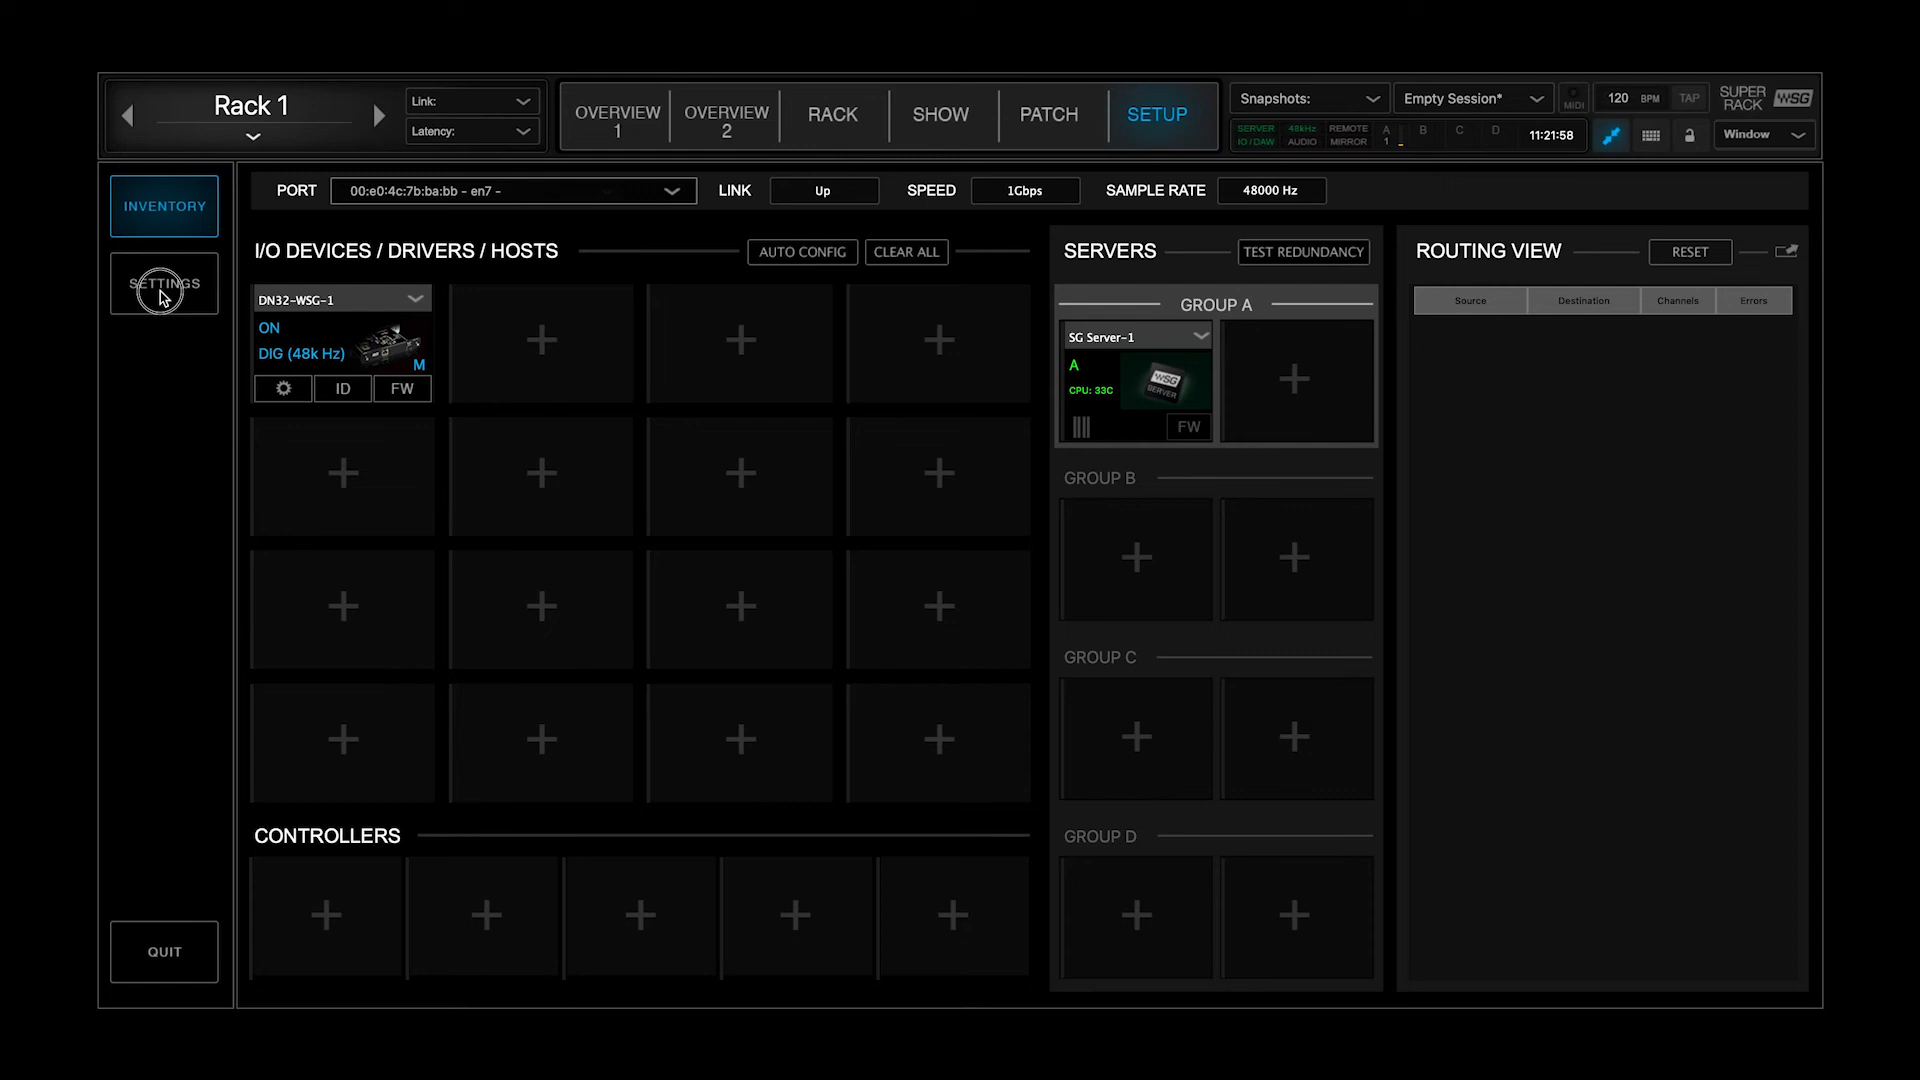 Rack 1
Link:
Latency:
OVERVIEW 1
OVERVIEW 2
RACK
SHOW
PATCH
SETUP
Snapshots:
Empty Session*
MIDI
120 BPM
TAP
SUPER RACK WSG
SERVER IO/DAW
48kHz AUDIO
REMOTE MIRROR
A 1
B
C
D
11:21:58
Window
INVENTORY
SETTINGS
QUIT
PORT
00:e0:4c:7b:ba:bb - en7 -
LINK
Up
SPEED
1Gbps
SAMPLE RATE
48000 Hz
I/O DEVICES / DRIVERS / HOSTS
AUTO CONFIG
CLEAR ALL
DN32-WSG-1
ON
DIG (48k Hz)
M
ID
FW
CONTROLLERS
SERVERS
TEST REDUNDANCY
GROUP A
SG Server-1
A
CPU: 33C
WSG SERVER
FW
GROUP B
GROUP C
GROUP D
ROUTING VIEW
RESET
Source
Destination
Channels
Errors